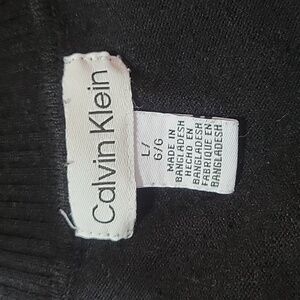 Calvin Klein
L/
G/G
MADE IN
BANGLADESH
HECHO EN
BANGLADESH
FABRIQUE EN
BANGLADESH